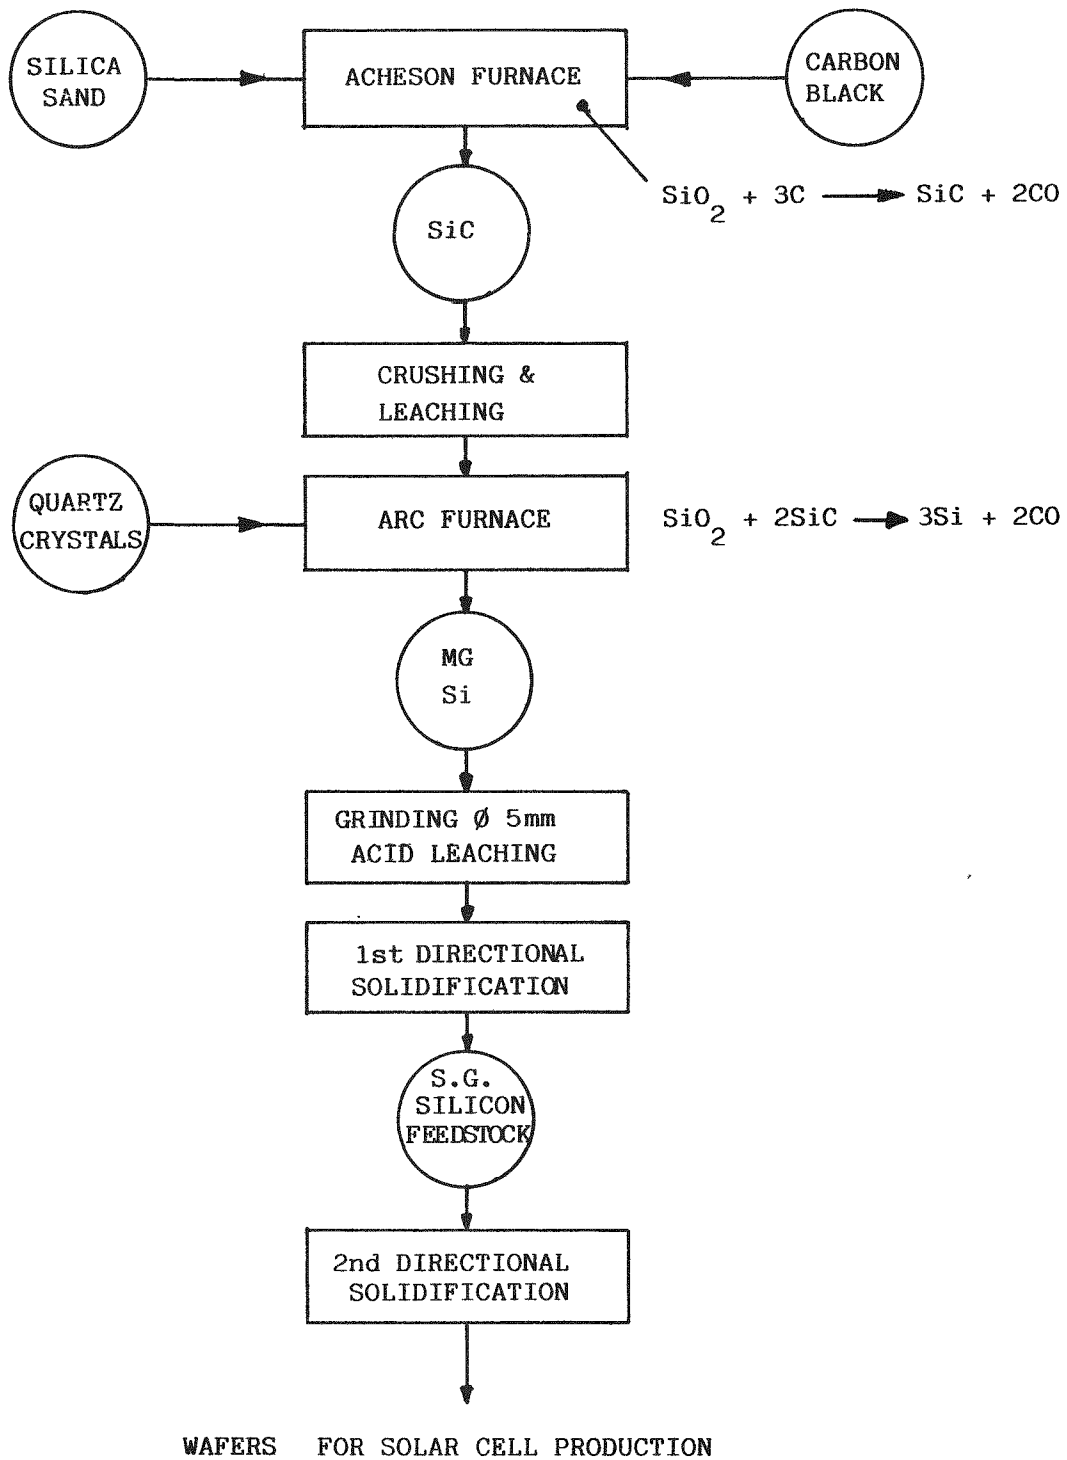 SILICA
SAND
ACHESON FURNACE
CARBON
BLACK
SiO₂ + 3C → SiC + 2CO
SiC
CRUSHING &
LEACHING
QUARTZ
CRYSTALS
ARC FURNACE
SiO₂ + 2SiC → 3Si + 2CO
MG
Si
GRINDING Ø 5mm
ACID LEACHING
1st DIRECTIONAL
SOLIDIFICATION
S.G.
SILICON
FEEDSTOCK
2nd DIRECTIONAL
SOLIDIFICATION
WAFERS FOR SOLAR CELL PRODUCTION